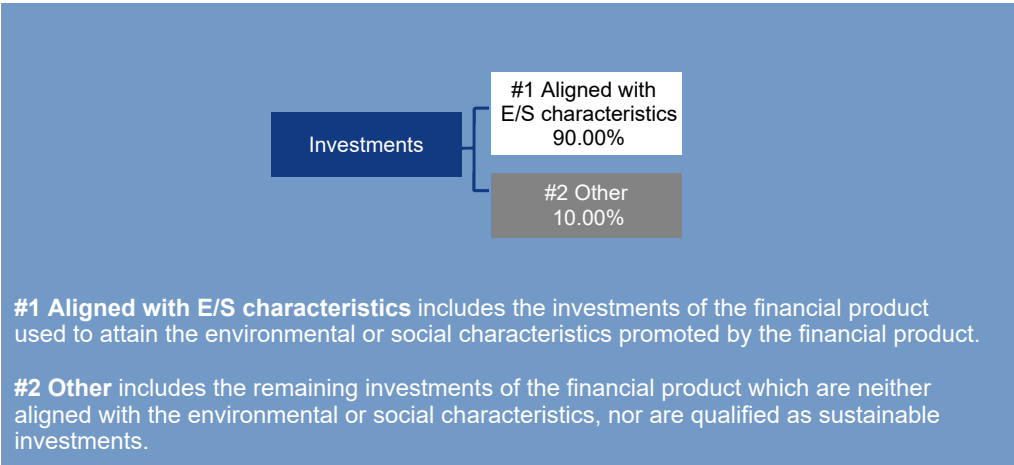 #1 Aligned with
E/S characteristics
90.00%
Investments
#2 Other
10.00%
#1 Aligned with E/S characteristics includes the investments of the financial product
used to attain the environmental or social characteristics promoted by the financial product.
#2 Other includes the remaining investments of the financial product which are neither
aligned with the environmental or social characteristics, nor are qualified as sustainable
investments.